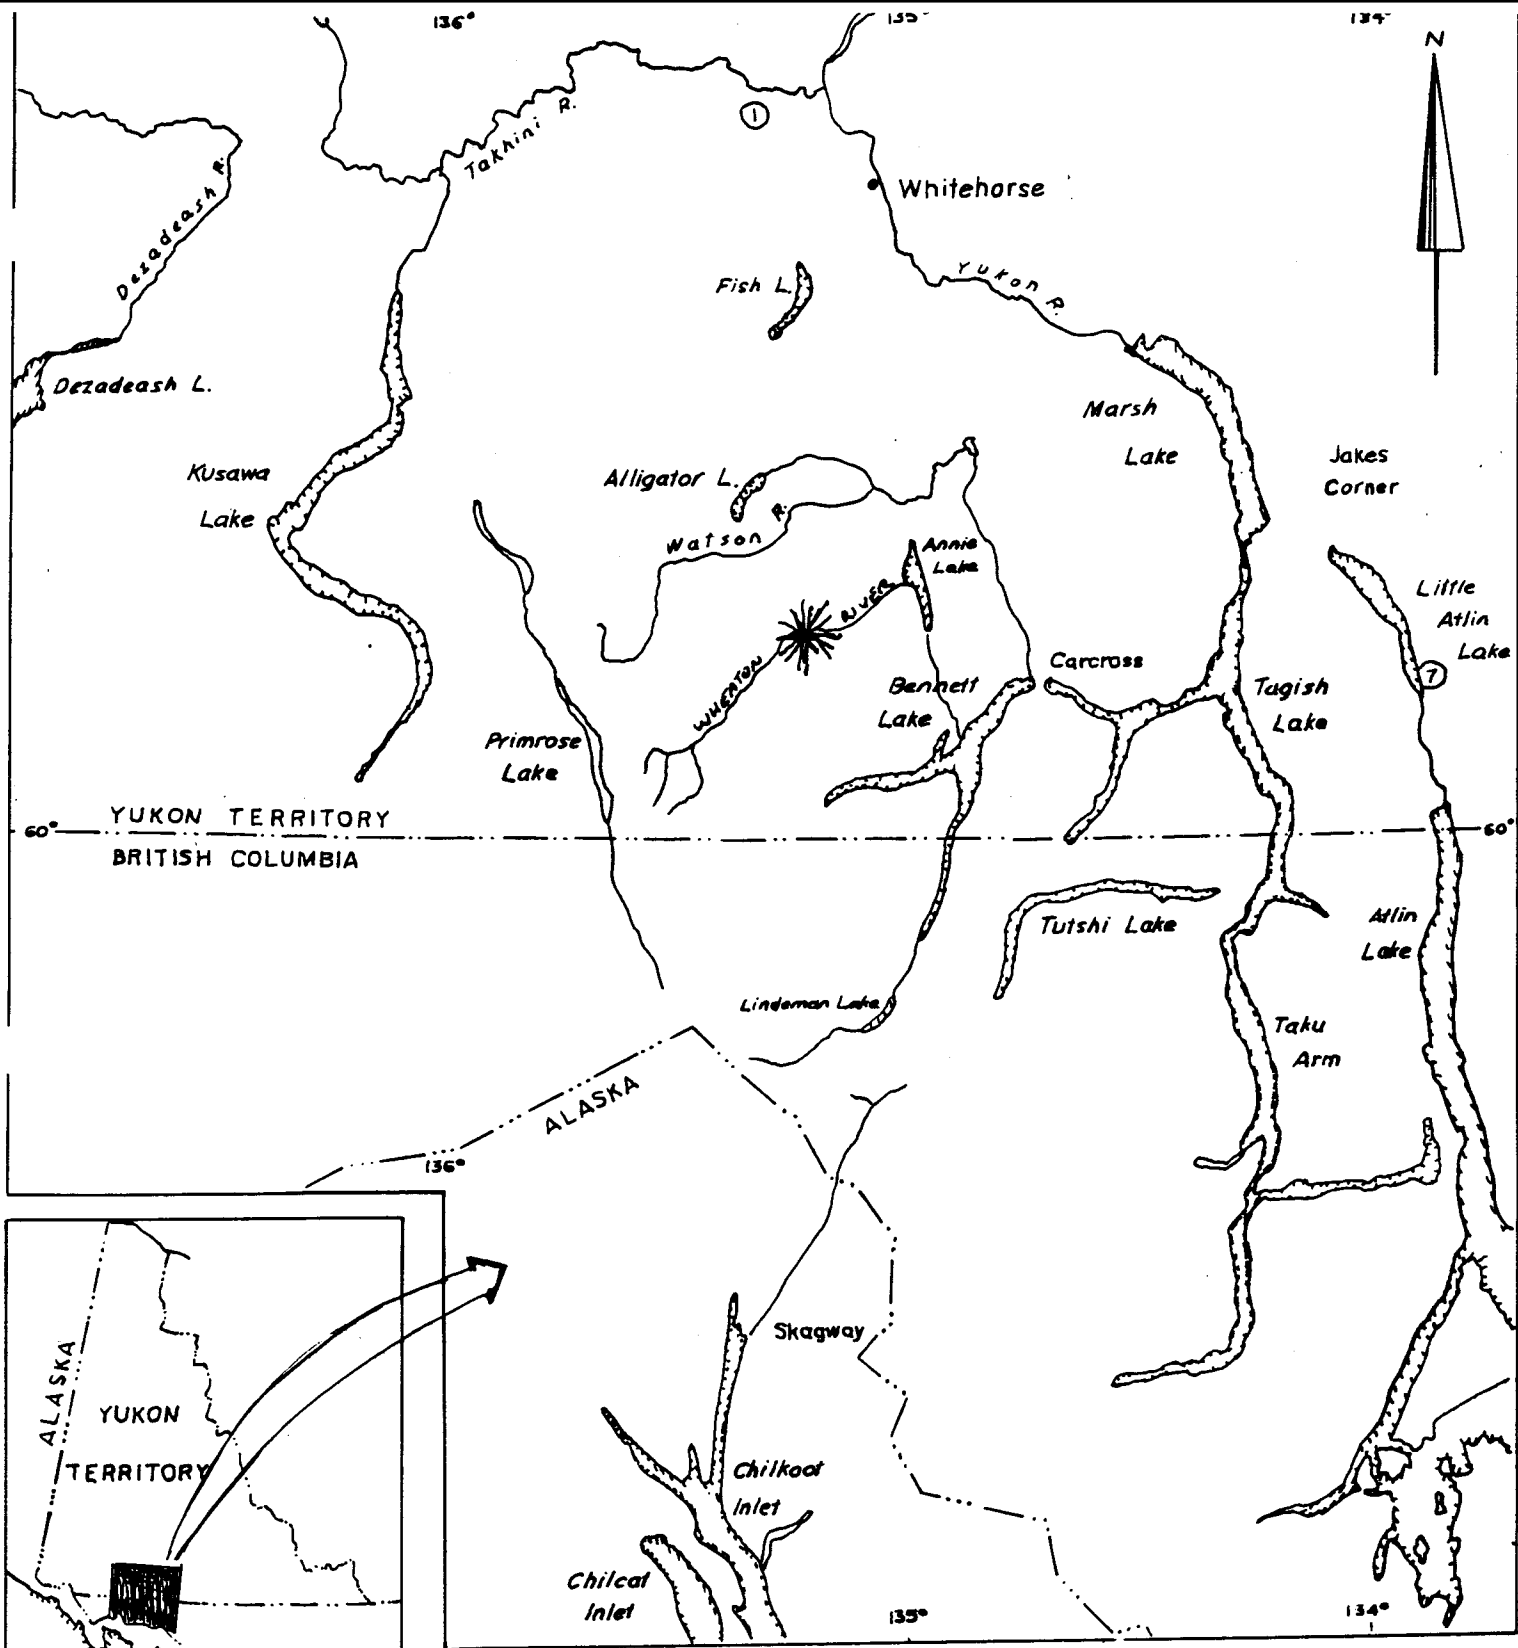 136°
135°
134°
N
Takhini R.
1
Dezadeash R.
Whitehorse
Yukon R.
Fish L.
Dezadeash L.
Marsh
Lake
Kusawa
Lake
Alligator L.
Jakes
Corner
Watson R.
Annie
Lake
Little
Atlin
Lake
WHEATON RIVER
7
Carcross
Bennett
Lake
Tagish
Lake
Primrose
Lake
YUKON TERRITORY
60°
60°
BRITISH COLUMBIA
Tutshi Lake
Atlin
Lake
Lindeman Lake
Taku
Arm
ALASKA
136°
Skagway
ALASKA
YUKON
TERRITORY
Chilkoot
Inlet
Chilcat
Inlet
135°
134°